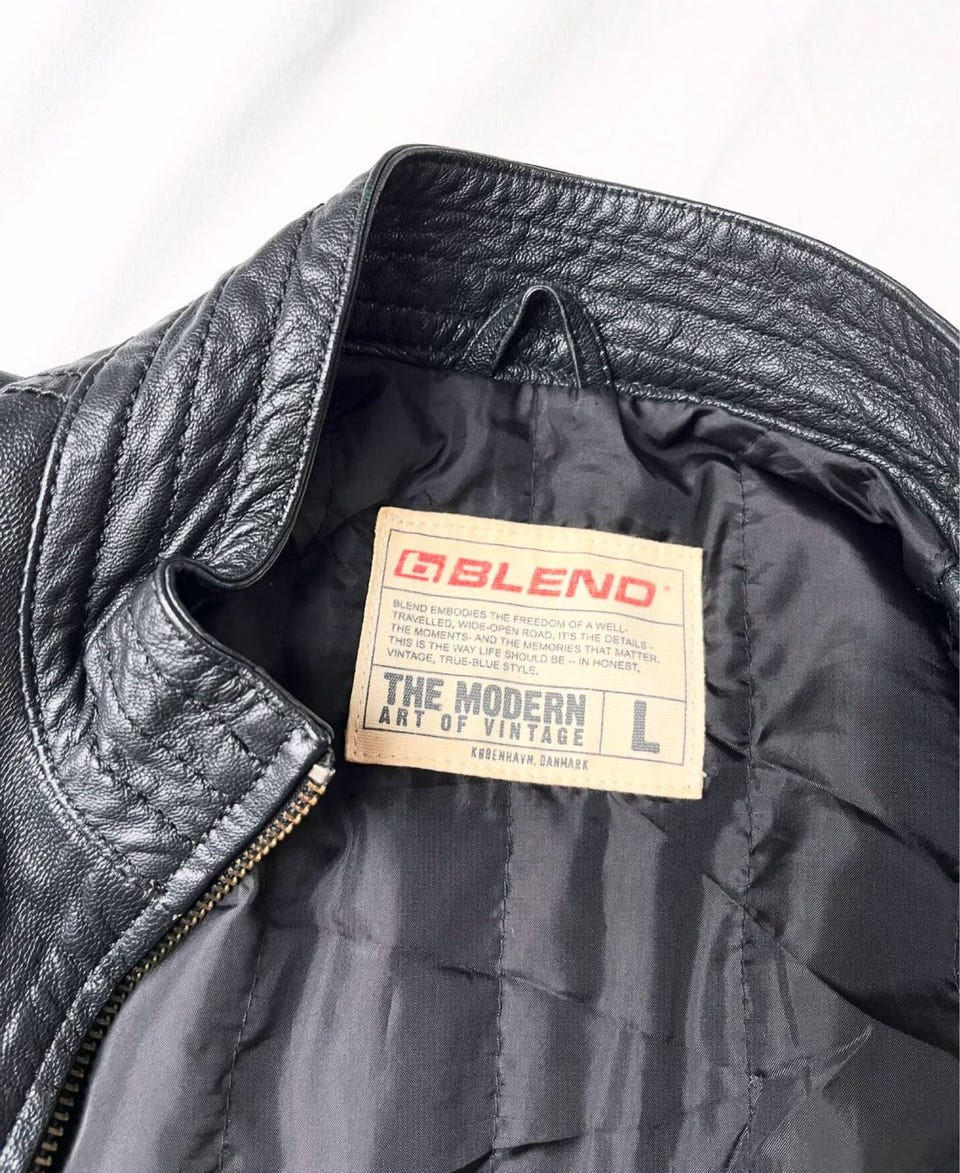 BLEND
BLEND EMBODIES THE FREEDOM OF A WELL-
TRAVELLED, WIDE-OPEN ROAD, IT'S THE DETAILS -
THE MOMENTS- AND THE MEMORIES THAT MATTER.
THIS IS THE WAY LIFE SHOULD BE -- IN HONEST,
VINTAGE, TRUE-BLUE STYLE.
THE MODERN
ART OF VINTAGE
L
KØBENHAVN, DANMARK